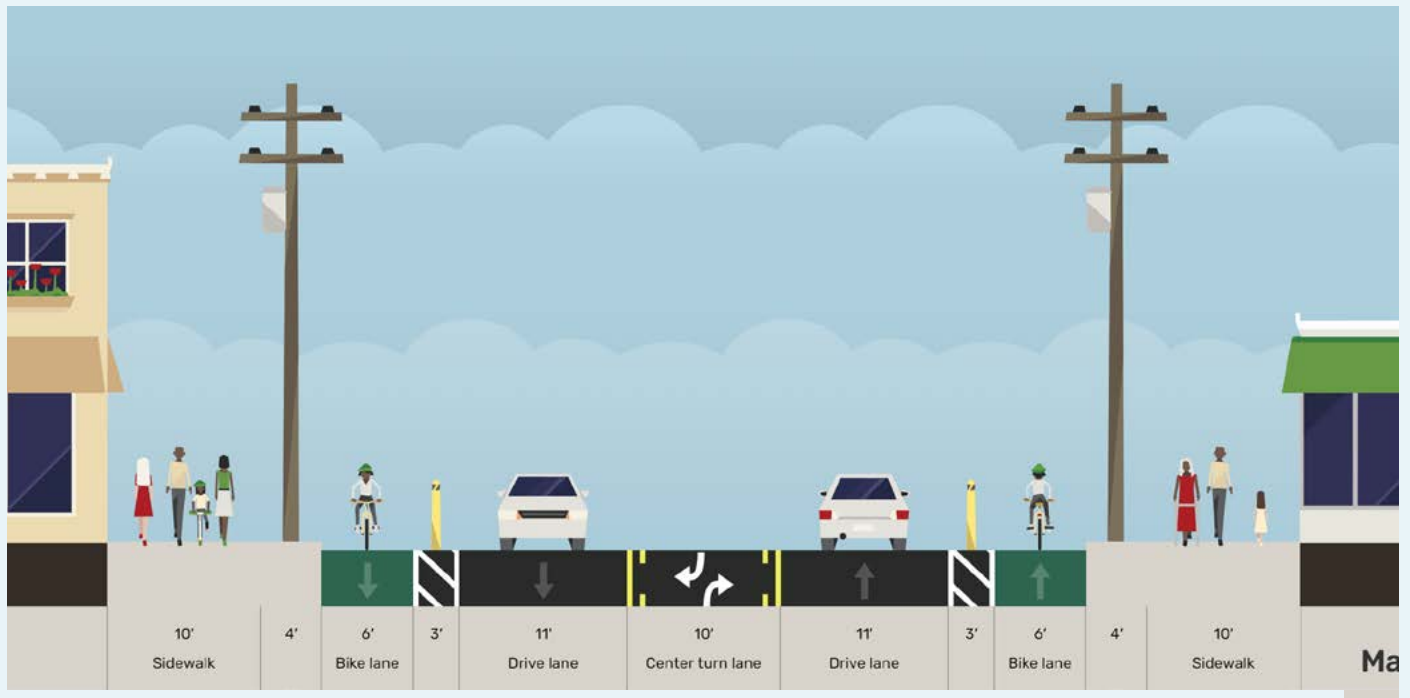 10' 4' 6' 3' 11' 10' 11' 3' 6' 4' 10'
Sidewalk Bike lane Drive lane Center turn lane Drive lane Bike lane Sidewalk
Ma